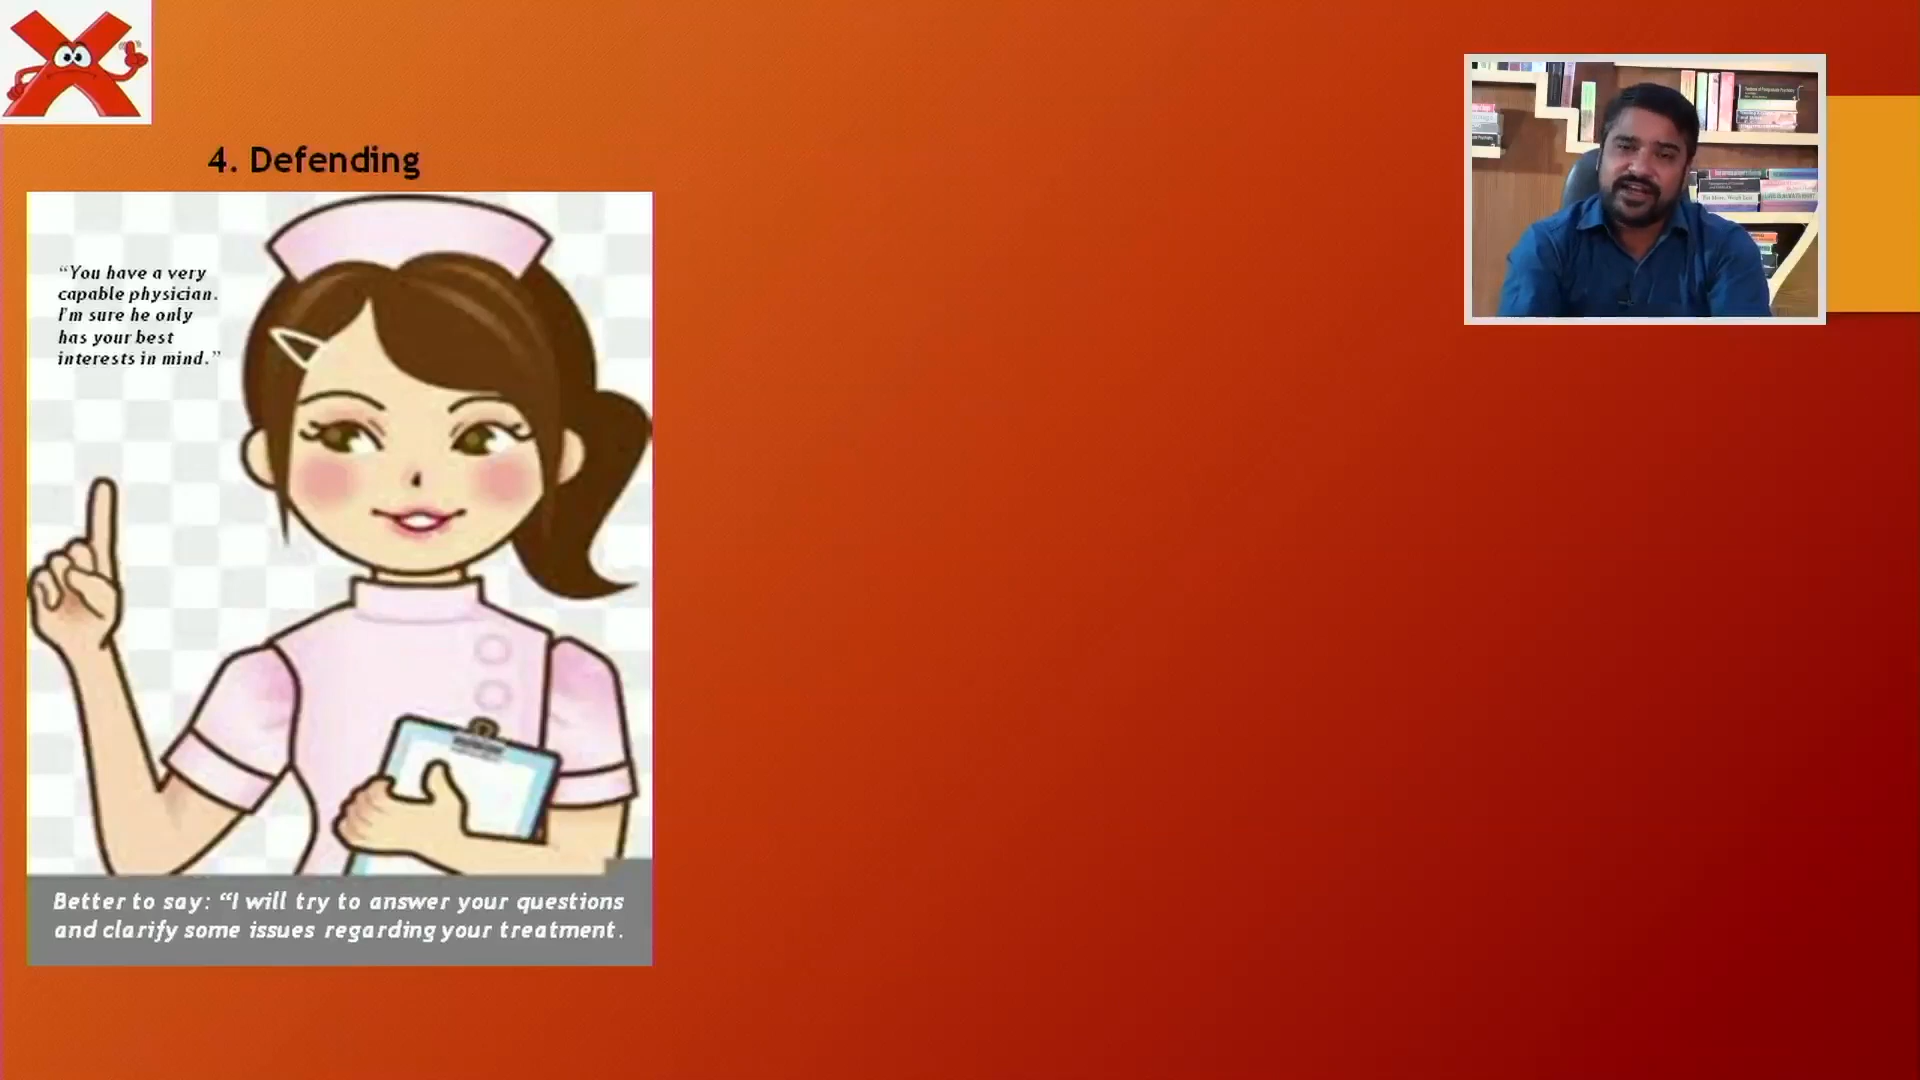 4. Defending
“You have a very
capable physician.
I'm sure he only
has your best
interests in mind.”
Better to say: “I will try to answer your questions
and clarify some issues regarding your treatment.